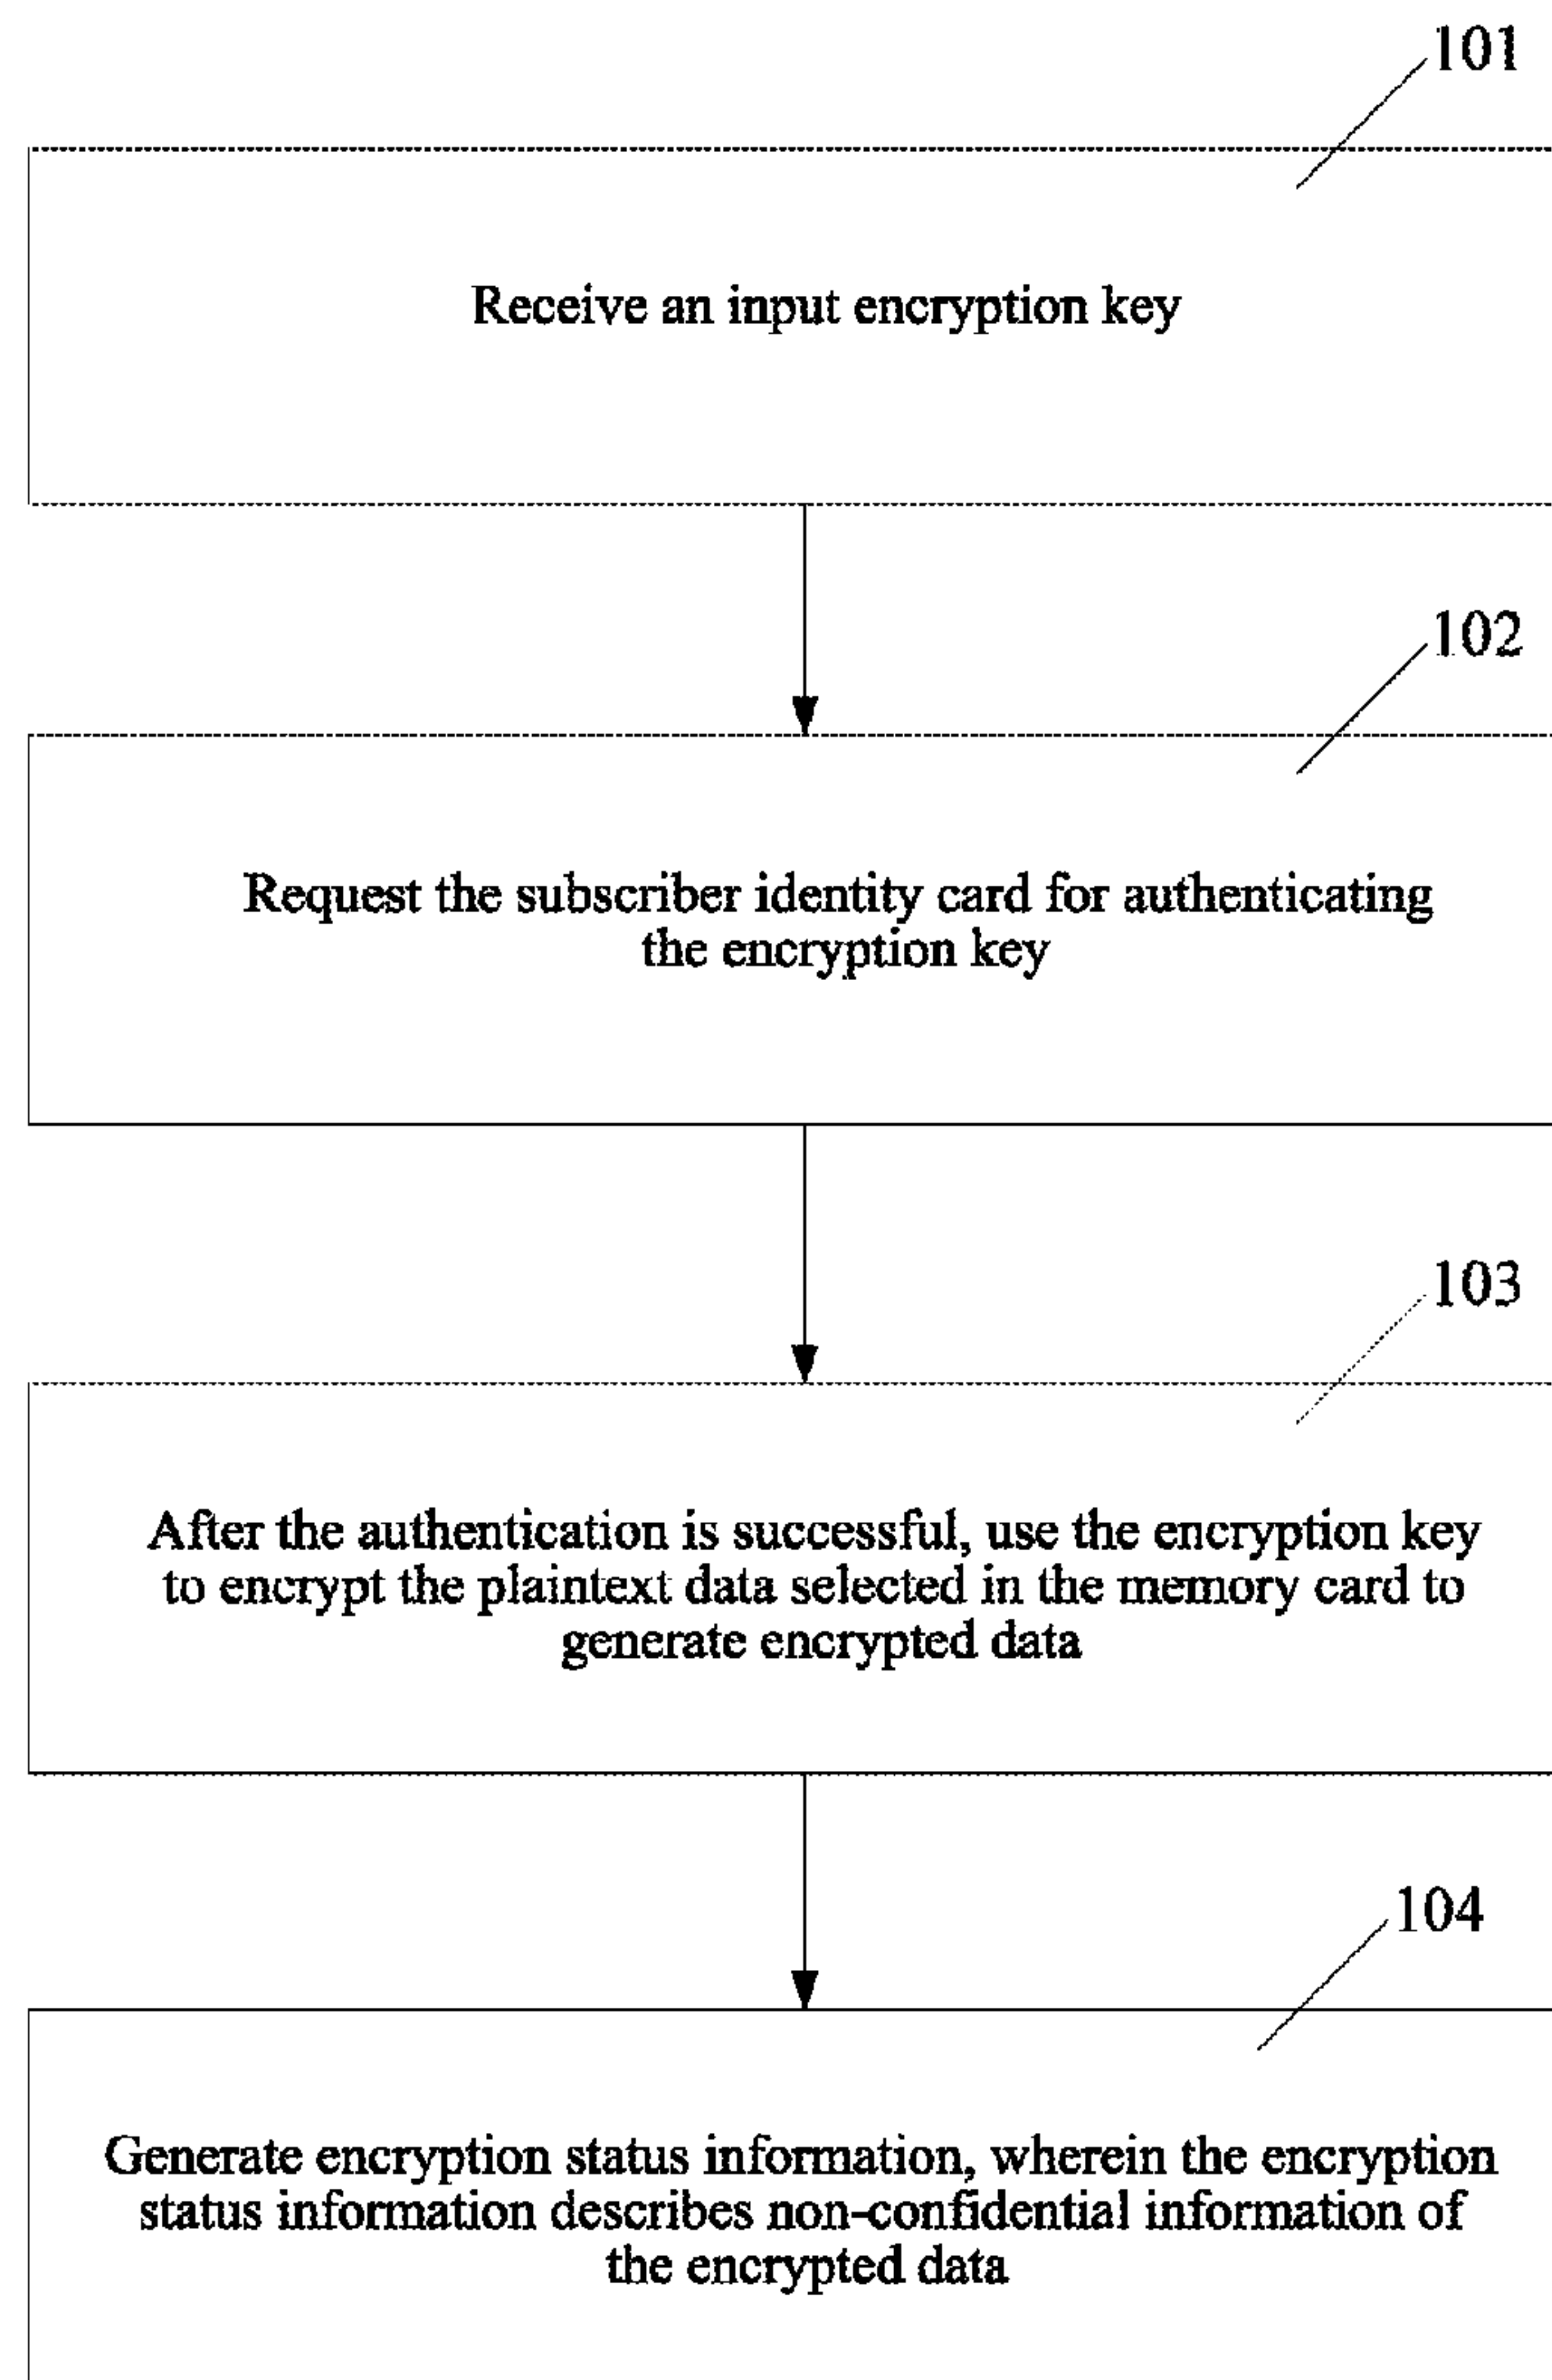 101
Receive an input encryption key
102
Request the subscriber identity card for authenticating
the encryption key
103
After the authentication is successful, use the encryption key
to encrypt the plaintext data selected in the memory card to
generate encrypted data
104
Generate encryption status information, wherein the encryption
status information describes non-confidential information of
the encrypted data